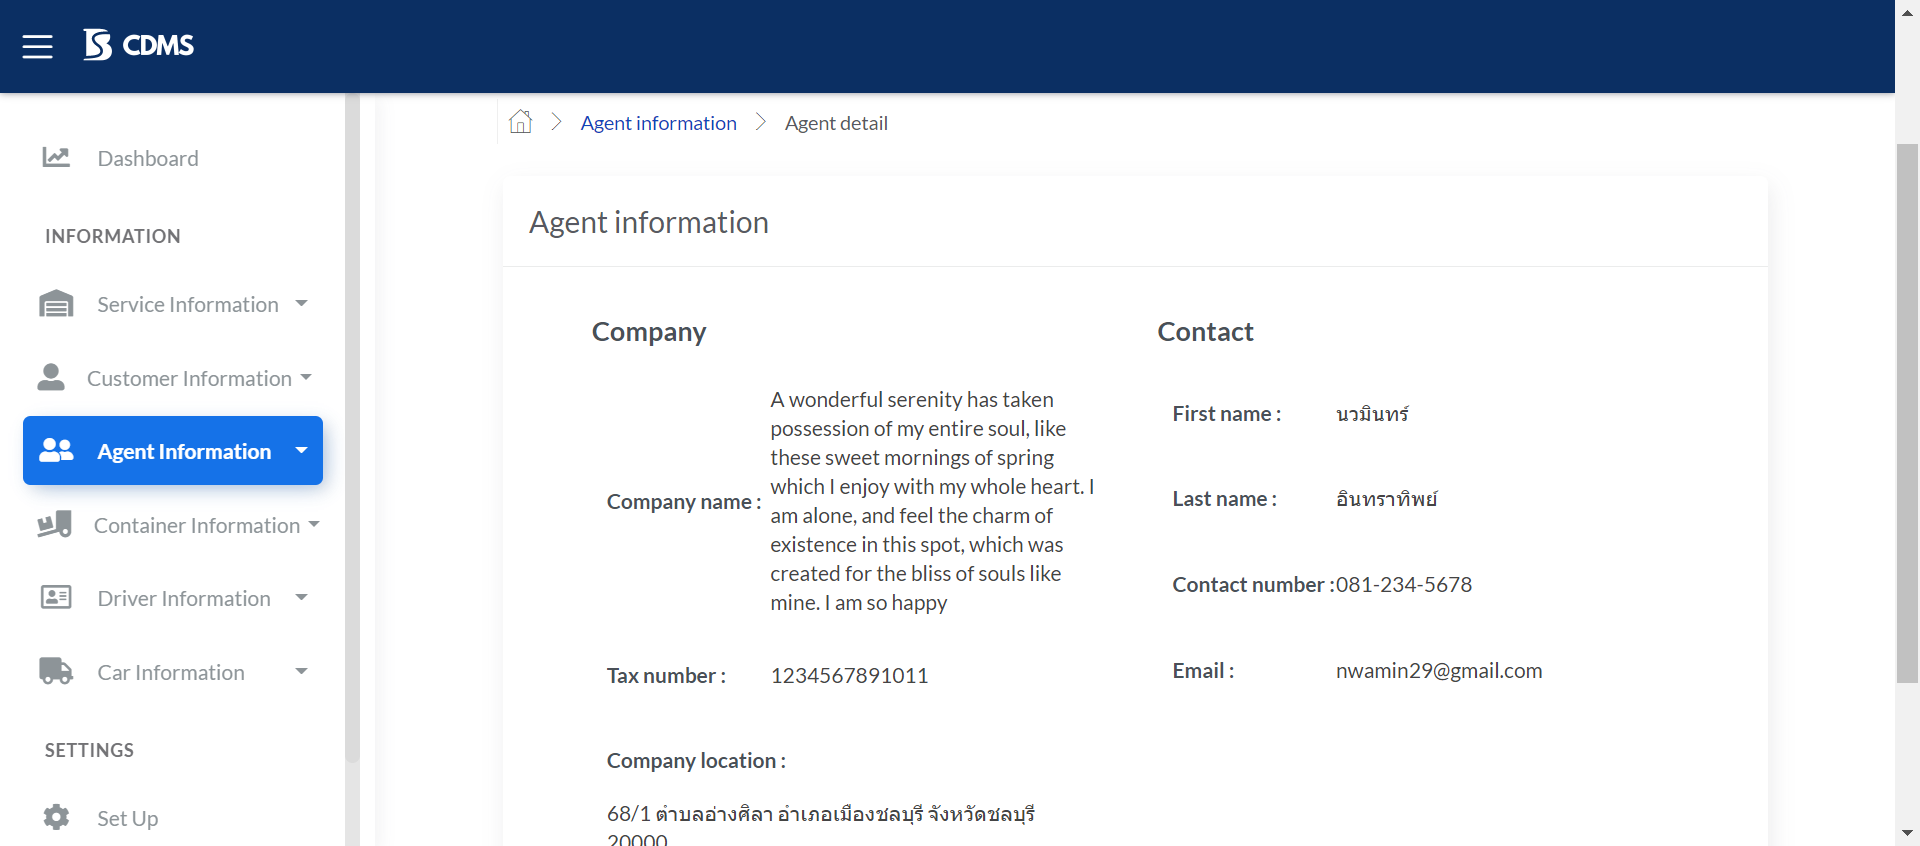 CDMS
Agent information
Agent detail
Dashboard
INFORMATION
Service Information
Customer Information
Agent Information
Container Information
Driver Information
Car Information
SETTINGS
Set Up
Agent information
Company
Company name :
A wonderful serenity has taken
possession of my entire soul, like
these sweet mornings of spring
which I enjoy with my whole heart. I
am alone, and feel the charm of
existence in this spot, which was
created for the bliss of souls like
mine. I am so happy
Tax number : 1234567891011
Company location :
68/1 ตำบลอ่างศิลา อำเภอเมืองชลบุรี จังหวัดชลบุรี
20000
Contact
First name : นวมินทร์
Last name : อินทราทิพย์
Contact number : 081-234-5678
Email : nwamin29@gmail.com